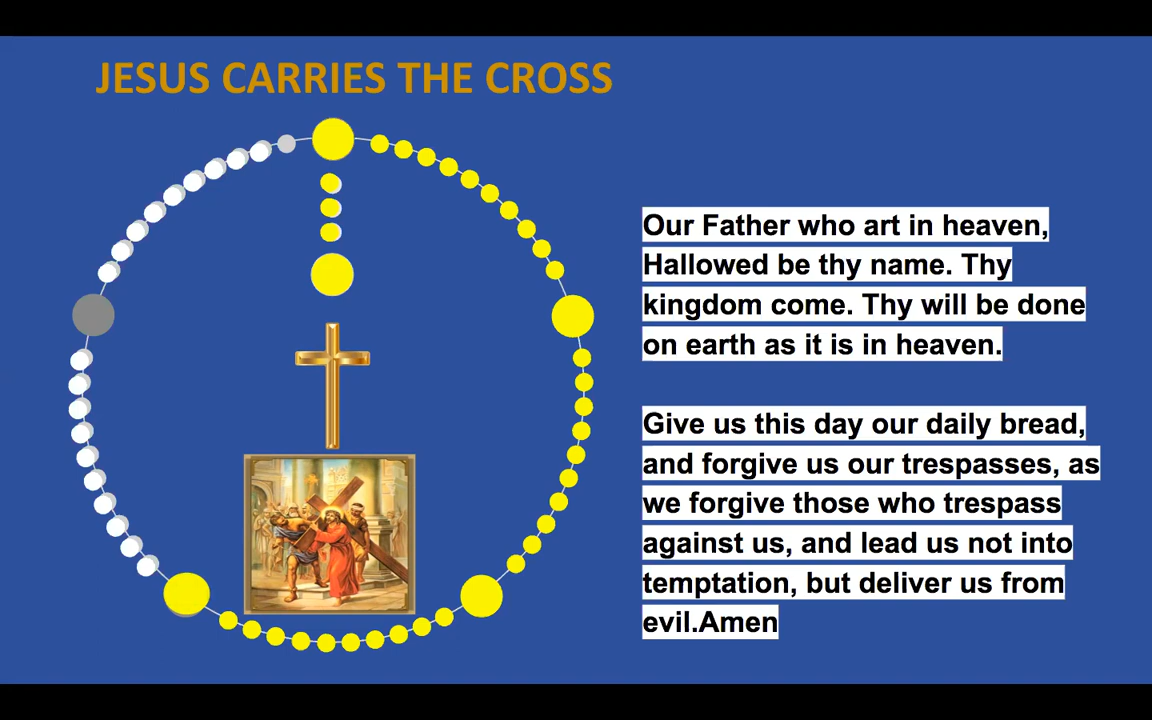 JESUS CARRIES THE CROSS
Our Father who art in heaven,
Hallowed be thy name. Thy
kingdom come. Thy will be done
on earth as it is in heaven.
Give us this day our daily bread,
and forgive us our trespasses, as
we forgive those who trespass
against us, and lead us not into
temptation, but deliver us from
evil.Amen